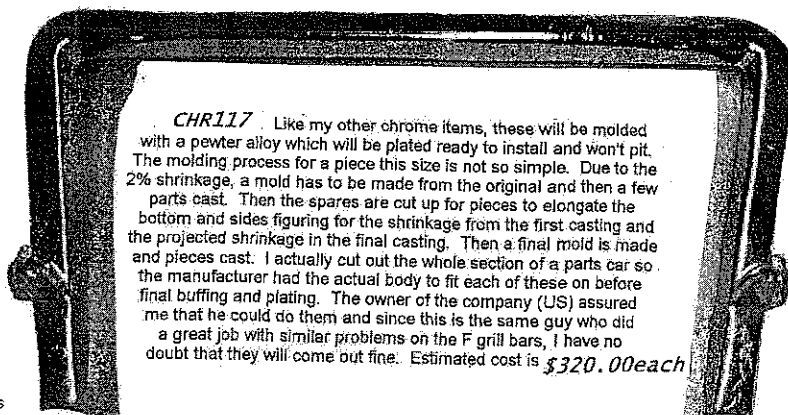 CHR117 Like my other chrome items, these will be molded
with a pewter alloy which will be plated ready to install and won't pit.
The molding process for a piece this size is not so simple. Due to the
2% shrinkage, a mold has to be made from the original and then a few
parts cast. Then the spares are cut up for pieces to elongate the
bottom and sides figuring for the shrinkage from the first casting and
the projected shrinkage in the final casting. Then a final mold is made
and pieces cast. I actually cut out the whole section of a parts car so
the manufacturer had the actual body to fit each of these on before
final buffing and plating. The owner of the company (US) assured
me that he could do them and since this is the same guy who did
a great job with similar problems on the F grill bars, I have no
doubt that they will come out fine. Estimated cost is $320.00each
s